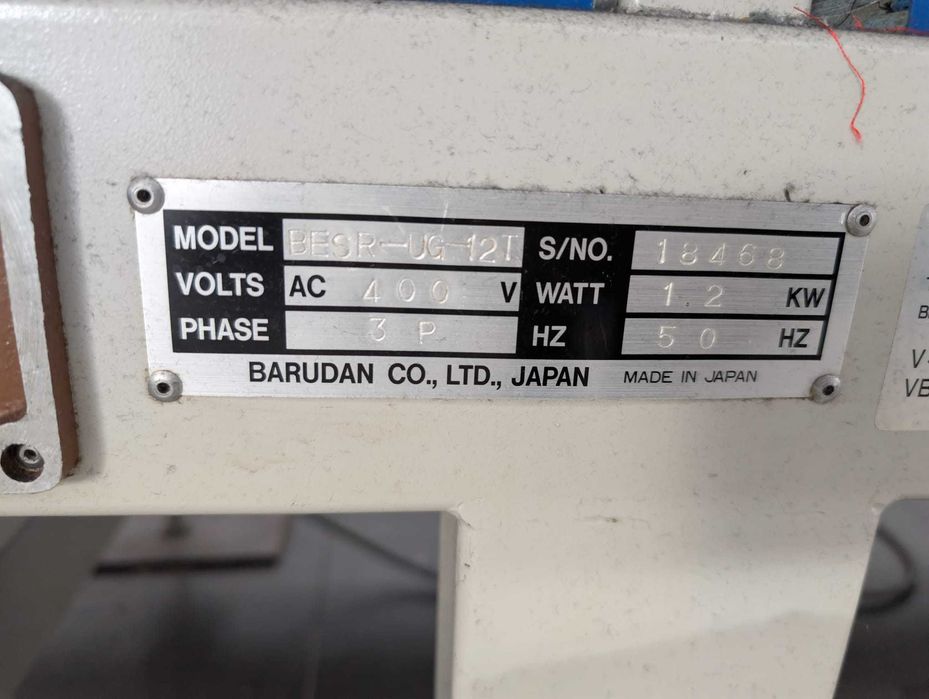 MODEL BESR-UG-12T S/NO. 18468
VOLTS AC 400 V WATT 1.2 KW
PHASE 3P HZ 50 HZ
BARUDAN CO., LTD., JAPAN MADE IN JAPAN